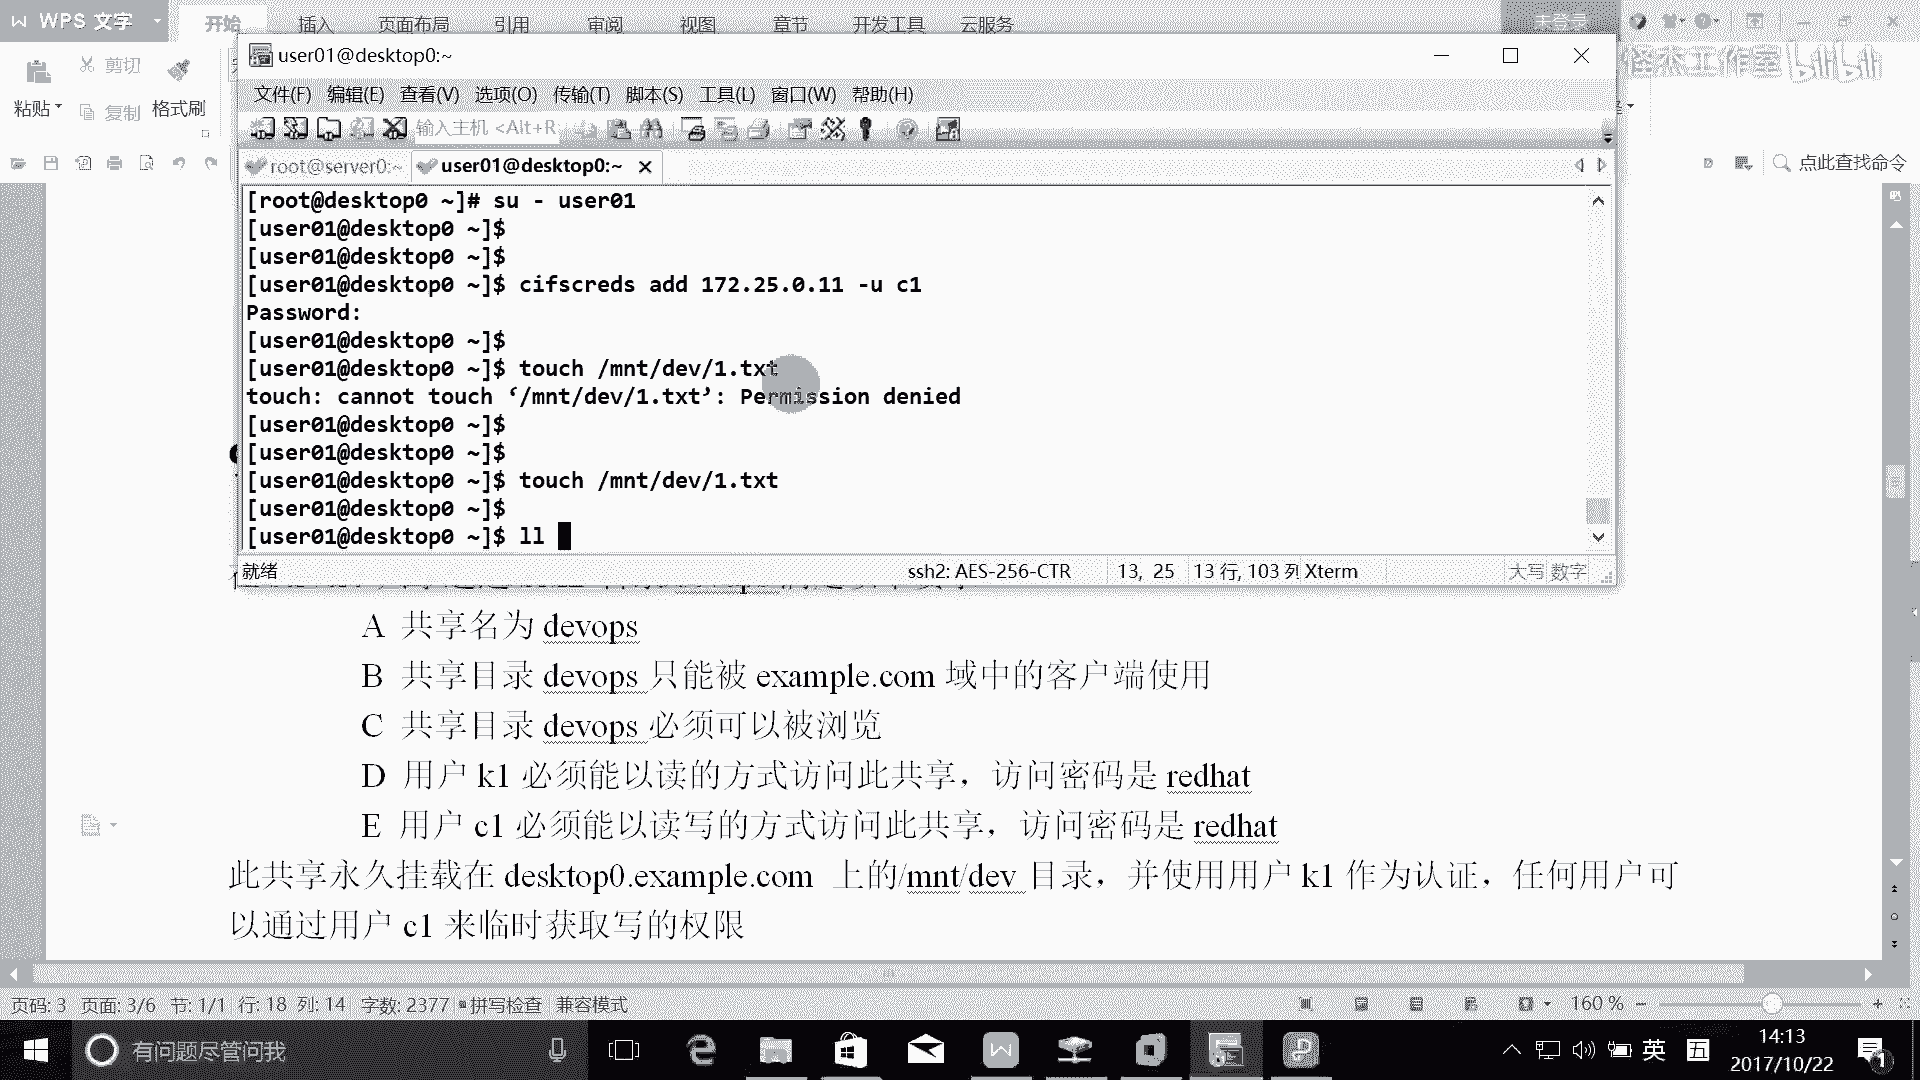 WPS 文字
开始 插入 页面布局 引用 审阅 视图 章节 开发工具 云服务 未登录
粘贴 剪切 复制 格式刷
怪杰工作室 bilibili
user01@desktop0:~
文件(F) 编辑(E) 查看(V) 选项(O) 传输(T) 脚本(S) 工具(L) 窗口(W) 帮助(H)
输入主机 <Alt+R
root@server0:~ user01@desktop0:~
点此查找命令
[root@desktop0 ~]# su - user01
[user01@desktop0 ~]$
[user01@desktop0 ~]$
[user01@desktop0 ~]$ cifscreds add 172.25.0.11 -u c1
Password:
[user01@desktop0 ~]$
[user01@desktop0 ~]$ touch /mnt/dev/1.txt
touch: cannot touch ‘/mnt/dev/1.txt’: Permission denied
[user01@desktop0 ~]$
[user01@desktop0 ~]$
[user01@desktop0 ~]$ touch /mnt/dev/1.txt
[user01@desktop0 ~]$
[user01@desktop0 ~]$ ll
就绪 ssh2: AES-256-CTR 13, 25 13 行, 103 列 Xterm 大写 数字
A 共享名为 devops
B 共享目录 devops 只能被 example.com 域中的客户端使用
C 共享目录 devops 必须可以被浏览
D 用户 k1 必须能以读的方式访问此共享，访问密码是 redhat
E 用户 c1 必须能以读写的方式访问此共享，访问密码是 redhat
此共享永久挂载在 desktop0.example.com 上的/mnt/dev 目录，并使用用户 k1 作为认证，任何用户可
以通过用户 c1 来临时获取写的权限
页码: 3 页面: 3/6 节: 1/1 行: 18 列: 14 字数: 2377 拼写检查 兼容模式 160 %
有问题尽管问我
英 五 14:13
2017/10/22 1